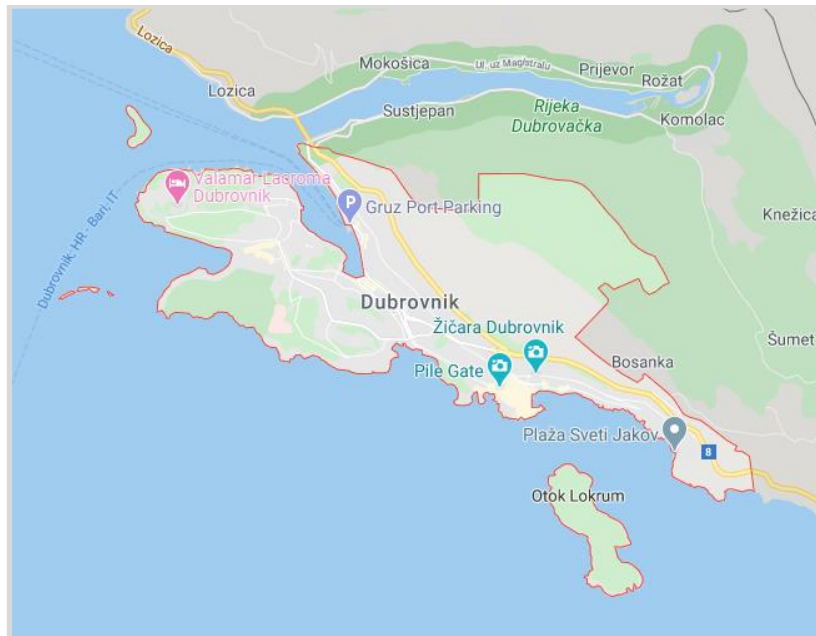 Lozica
Lozica
Mokošica
Ul. uz Magistralu
Prijevor
Rožat
Sustjepan
Rijeka
Dubrovačka
Komolac
Valamar Lacroma
Dubrovnik
Gruz Port Parking
Knežica
Dubrovnik; HR - Bari; IT
Dubrovnik
Žičara Dubrovnik
Pile Gate
Bosanka
Šumet
Plaža Sveti Jakov
8
Otok Lokrum
P